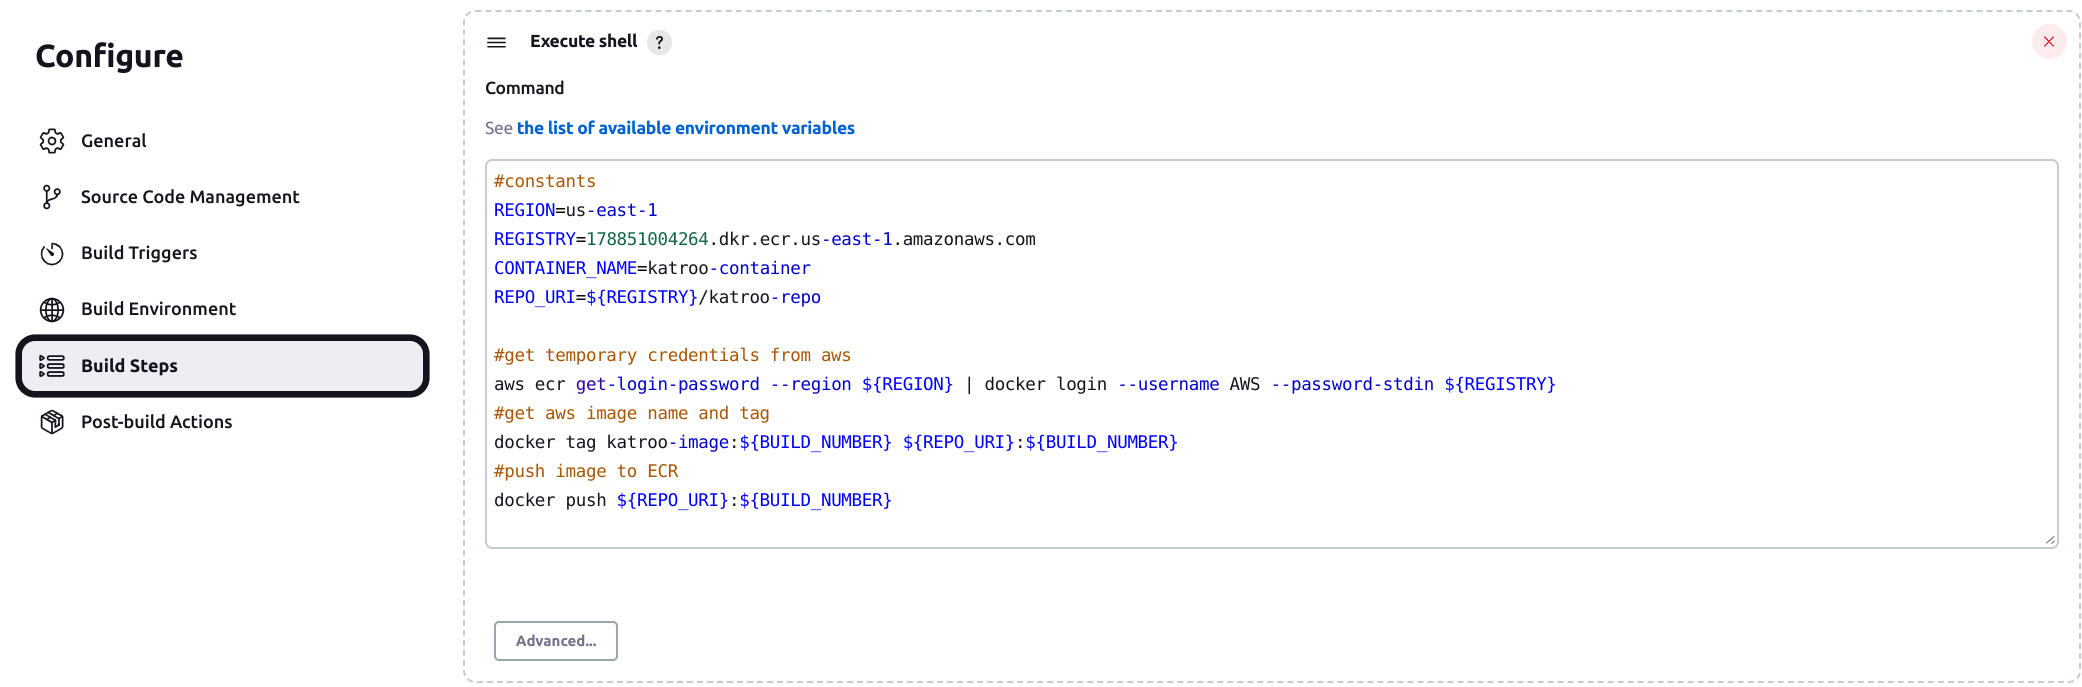 Configure
General
Source Code Management
Build Triggers
Build Environment
Build Steps
Post-build Actions
Execute shell ?
Command
See the list of available environment variables
#constants
REGION=us-east-1
REGISTRY=178851004264.dkr.ecr.us-east-1.amazonaws.com
CONTAINER_NAME=katroo-container
REPO_URI=${REGISTRY}/katroo-repo
#get temporary credentials from aws
aws ecr get-login-password --region ${REGION} | docker login --username AWS --password-stdin ${REGISTRY}
#get aws image name and tag
docker tag katroo-image:${BUILD_NUMBER} ${REPO_URI}:${BUILD_NUMBER}
#push image to ECR
docker push ${REPO_URI}:${BUILD_NUMBER}
Advanced...